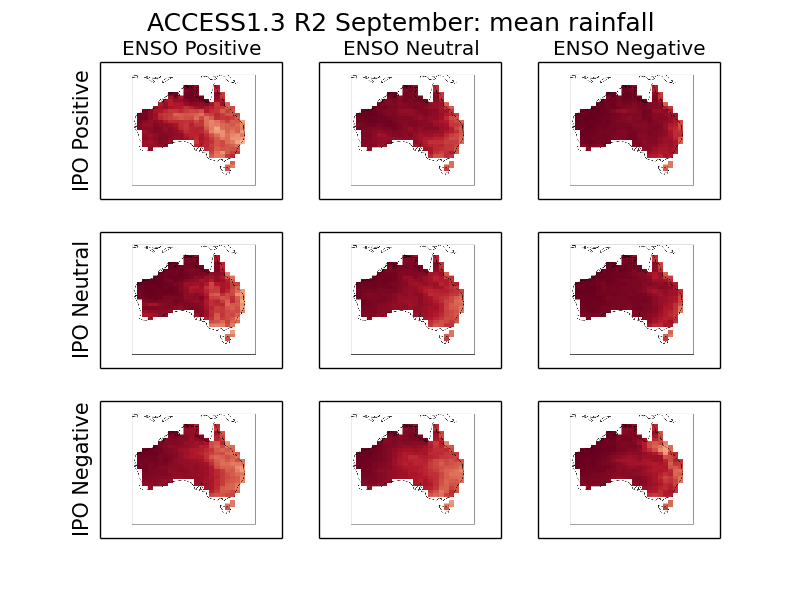 ACCESS1.3 R2 September: mean rainfall
ENSO Positive
ENSO Neutral
ENSO Negative
IPO Positive
IPO Neutral
IPO Negative